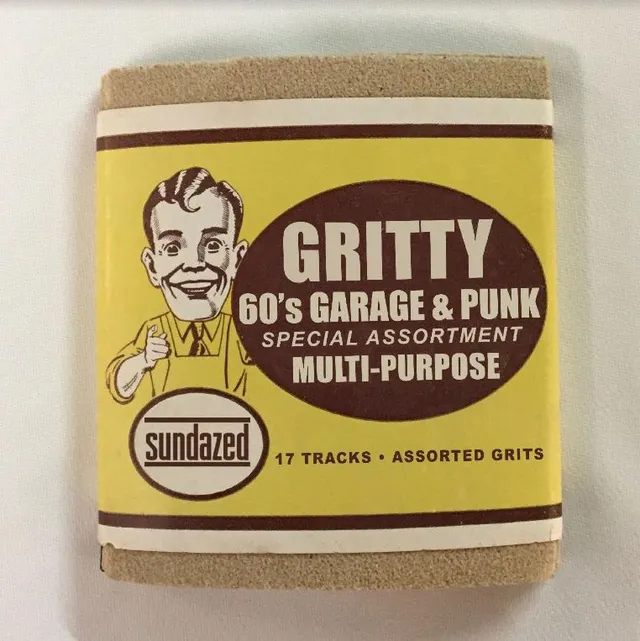 GRITTY
60's GARAGE & PUNK
SPECIAL ASSORTMENT
MULTI-PURPOSE
sundazed
17 TRACKS • ASSORTED GRITS